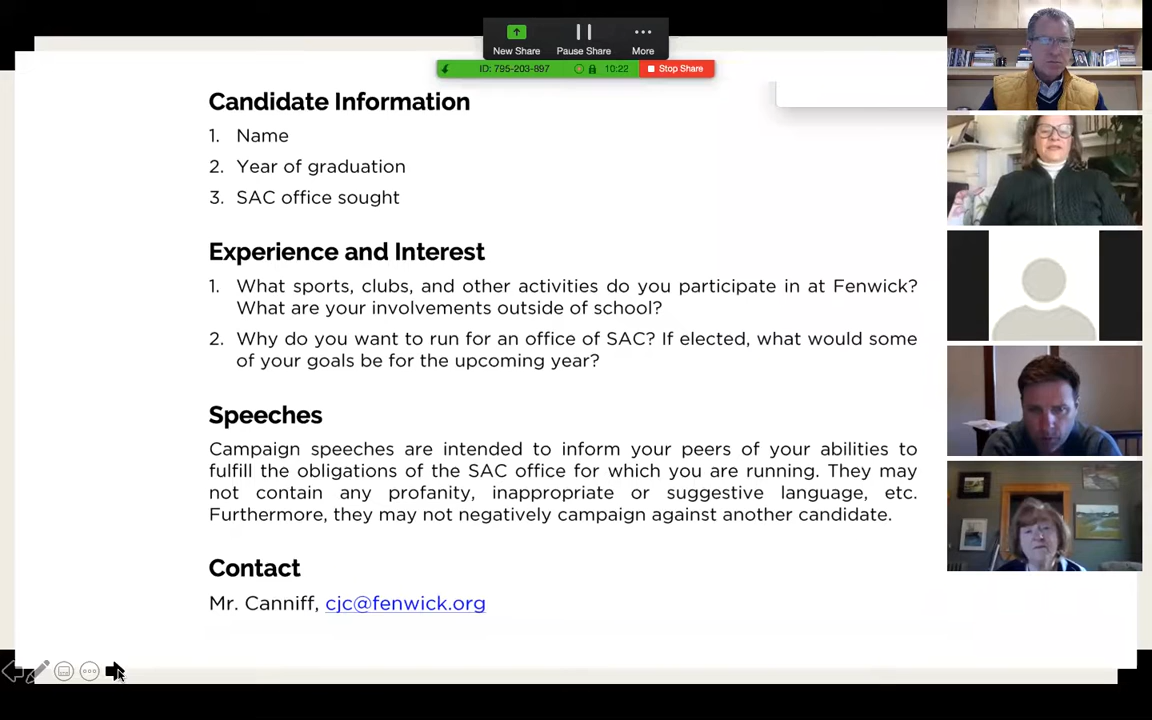 New Share
Pause Share
More
ID: 795-203-897
10:22
Stop Share
Candidate Information
1. Name
2. Year of graduation
3. SAC office sought
Experience and Interest
1. What sports, clubs, and other activities do you participate in at Fenwick?
What are your involvements outside of school?
2. Why do you want to run for an office of SAC? If elected, what would some
of your goals be for the upcoming year?
Speeches
Campaign speeches are intended to inform your peers of your abilities to
fulfill the obligations of the SAC office for which you are running. They may
not contain any profanity, inappropriate or suggestive language, etc.
Furthermore, they may not negatively campaign against another candidate.
Contact
Mr. Canniff, cjc@fenwick.org